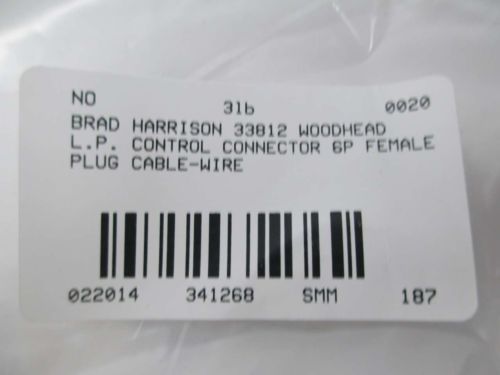 NO 31b 0020
BRAD HARRISON 33812 WOODHEAD
L.P. CONTROL CONNECTOR 6P FEMALE
PLUG CABLE-WIRE
022014 341268 SMM 187